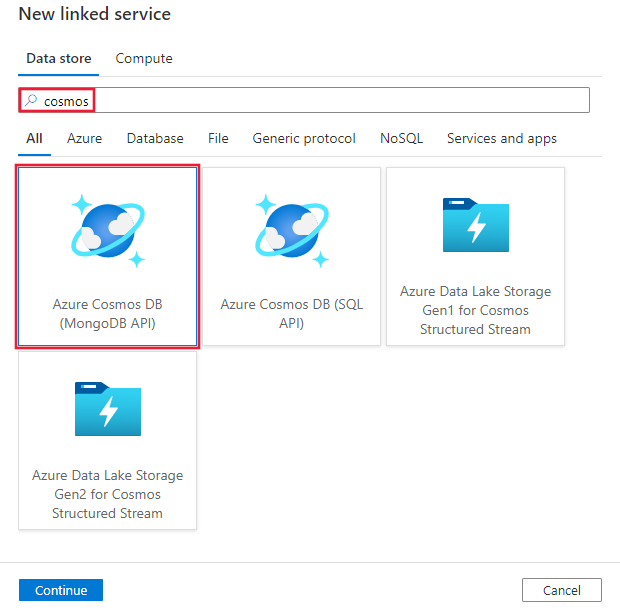 New linked service
Data store Compute
cosmos
All Azure Database File Generic protocol NoSQL Services and apps
Azure Cosmos DB
(MongoDB API)
Azure Cosmos DB (SQL
API)
Azure Data Lake Storage
Gen1 for Cosmos
Structured Stream
Azure Data Lake Storage
Gen2 for Cosmos
Structured Stream
Continue Cancel